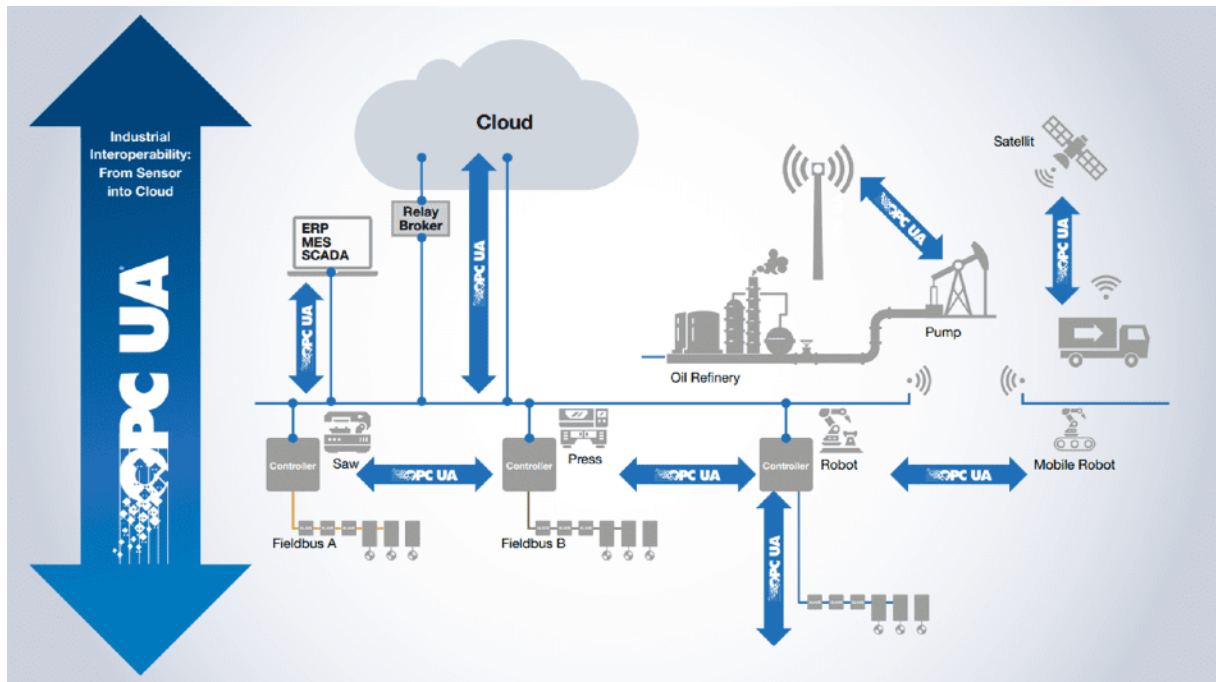 Industrial
Interoperability:
From Sensor
into Cloud
OPC UA
Cloud
Relay
Broker
ERP
MES
SCADA
OPC UA
OPC UA
OPC UA
Satellit
OPC UA
Pump
Oil Refinery
Controller
Saw
OPC UA
Controller
Press
OPC UA
Controller
Robot
OPC UA
Mobile Robot
Fieldbus A
Fieldbus B
OPC UA